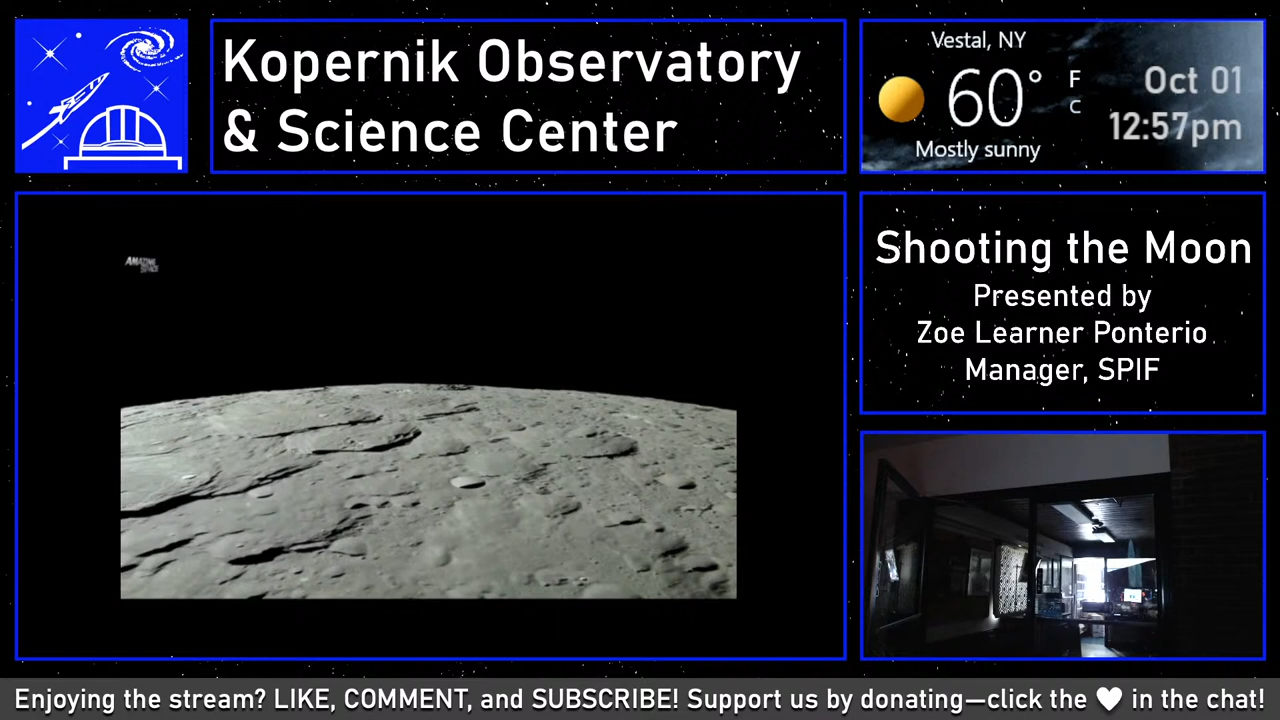 Kopernik Observatory
& Science Center
Vestal, NY
60°
F
C
Mostly sunny
Oct 01
12:57pm
AMAZING
SPACE
Shooting the Moon
Presented by
Zoe Learner Ponterio
Manager, SPIF
Enjoying the stream? LIKE, COMMENT, and SUBSCRIBE! Support us by donating—click the ♥ in the chat!